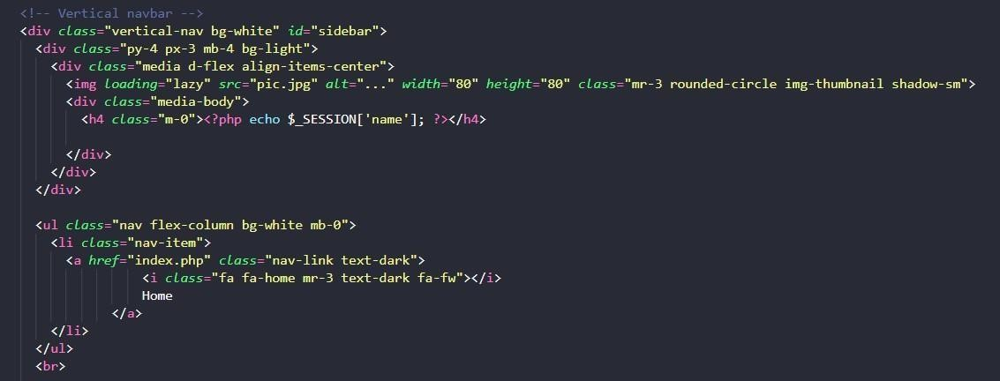 <!-- Vertical navbar -->
<div class="vertical-nav bg-white" id="sidebar">
<div class="py-4 px-3 mb-4 bg-light">
<div class="media d-flex align-items-center">
<img loading="lazy" src="pic.jpg" alt="..." width="80" height="80" class="mr-3 rounded-circle img-thumbnail shadow-sm">
<div class="media-body">
<h4 class="m-0"><?php echo $_SESSION['name']; ?></h4>
</div>
</div>
</div>
<ul class="nav flex-column bg-white mb-0">
<li class="nav-item">
<a href="index.php" class="nav-link text-dark">
<i class="fa fa-home mr-3 text-dark fa-fw"></i>
Home
</a>
</li>
</ul>
<br>